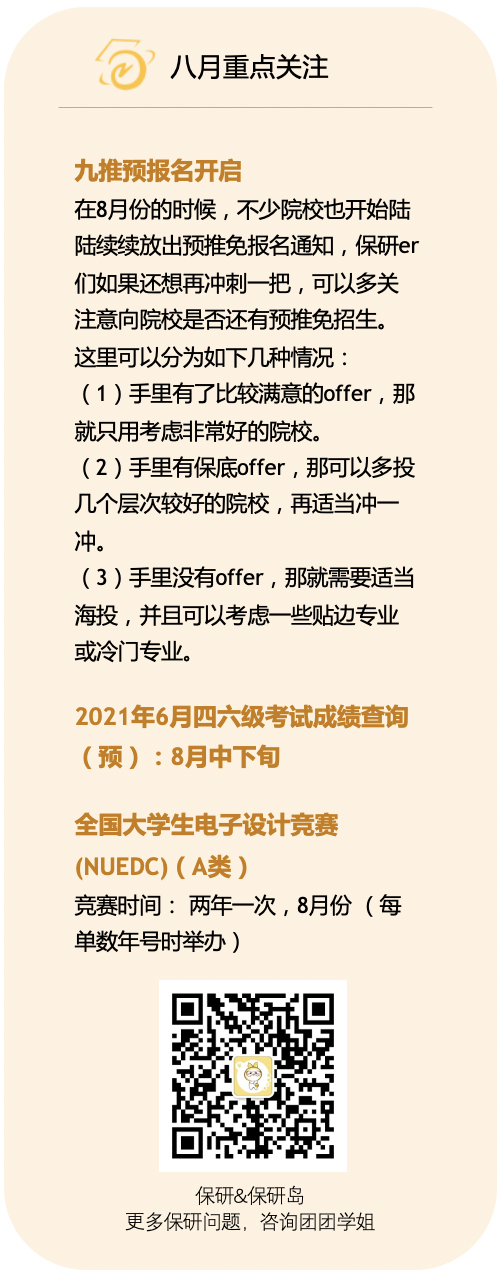 八月重点关注
九推预报名开启
在8月份的时候，不少院校也开始陆
陆续续放出预推免报名通知，保研er
们如果还想再冲刺一把，可以多关
注意向院校是否还有预推免招生。
这里可以分为如下几种情况：
（1）手里有了比较满意的offer，那
就只用考虑非常好的院校。
（2）手里有保底offer，那可以多投
几个层次较好的院校，再适当冲一
冲。
（3）手里没有offer，那就需要适当
海投，并且可以考虑一些贴边专业
或冷门专业。
2021年6月四六级考试成绩查询
（预）：8月中下旬
全国大学生电子设计竞赛
(NUEDC)（A类）
竞赛时间： 两年一次，8月份 （每
单数年号时举办）
保研&保研岛
更多保研问题，咨询团团学姐